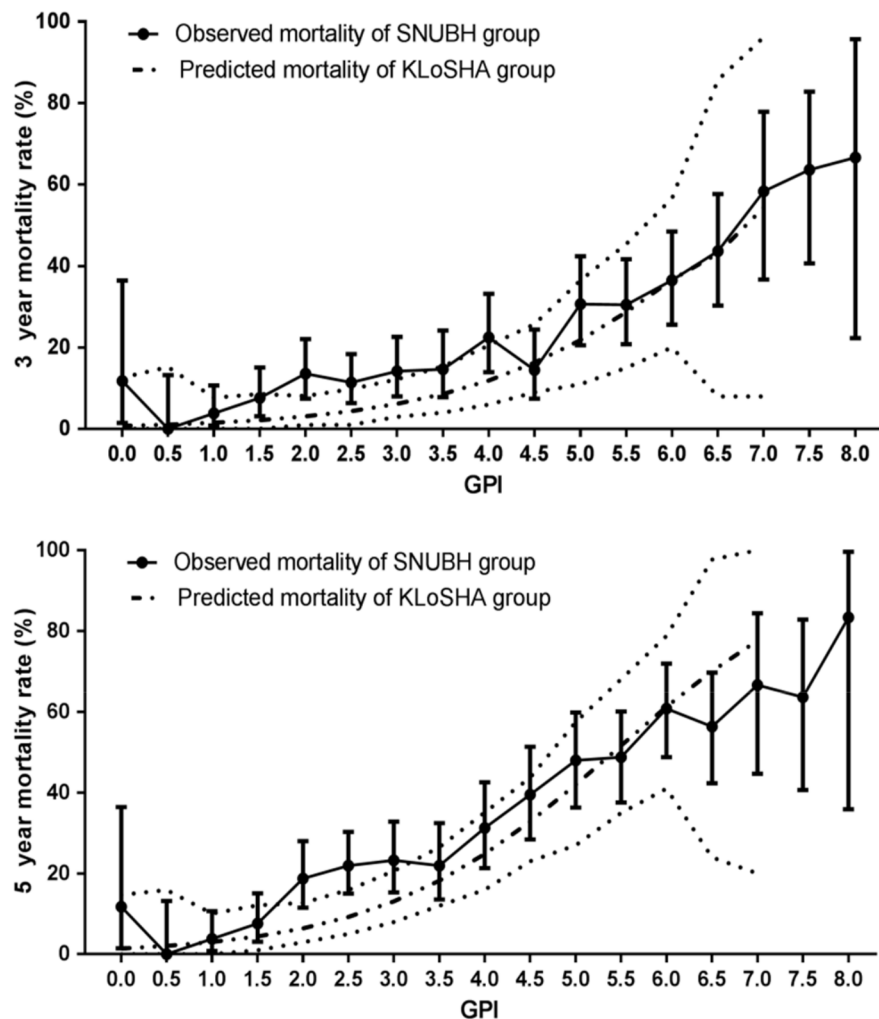 100
Observed mortality of SNUBH group
Predicted mortality of KLoSHA group
80
60
40
20
0
3 year mortality rate (%)
0.0 0.5 1.0 1.5 2.0 2.5 3.0 3.5 4.0 4.5 5.0 5.5 6.0 6.5 7.0 7.5 8.0
GPI
100
Observed mortality of SNUBH group
Predicted mortality of KLoSHA group
80
60
40
20
0
5 year mortality rate (%)
0.0 0.5 1.0 1.5 2.0 2.5 3.0 3.5 4.0 4.5 5.0 5.5 6.0 6.5 7.0 7.5 8.0
GPI